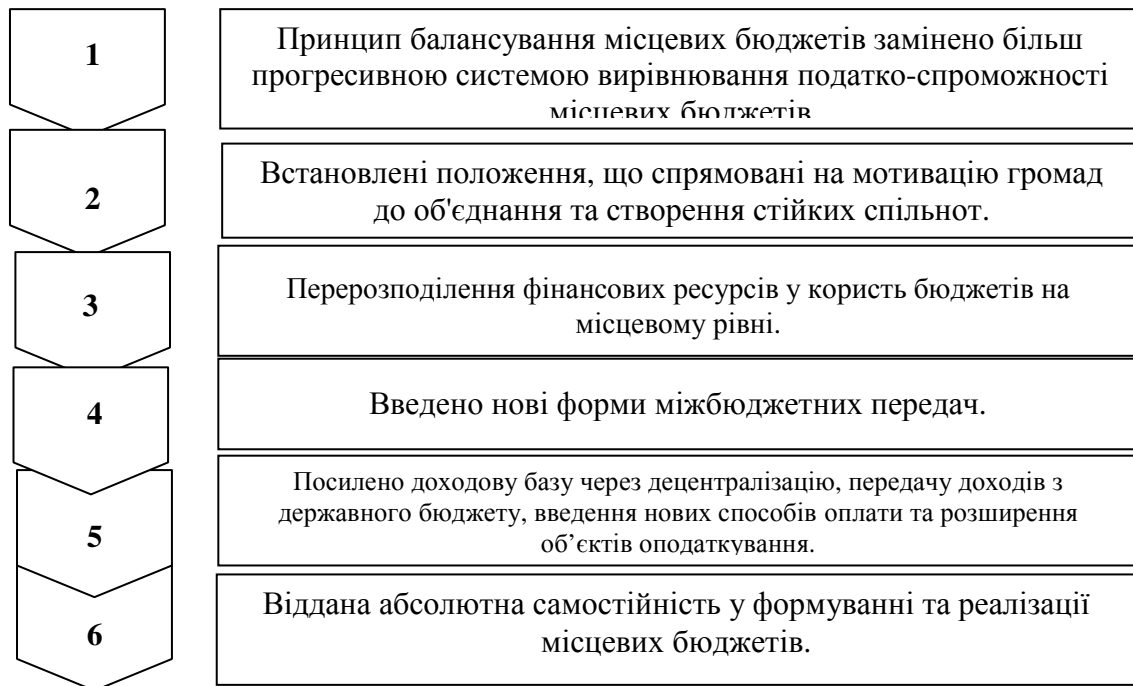 1
Принцип балансування місцевих бюджетів замінено більш
прогресивною системою вирівнювання податко-спроможності
місцевих бюджетів
2
Встановлені положення, що спрямовані на мотивацію громад
до об'єднання та створення стійких спільнот.
3
Перерозподілення фінансових ресурсів у користь бюджетів на
місцевому рівні.
4
Введено нові форми міжбюджетних передач.
5
Посилено доходову базу через децентралізацію, передачу доходів з
державного бюджету, введення нових способів оплати та розширення
об’єктів оподаткування.
6
Віддана абсолютна самостійність у формуванні та реалізації
місцевих бюджетів.